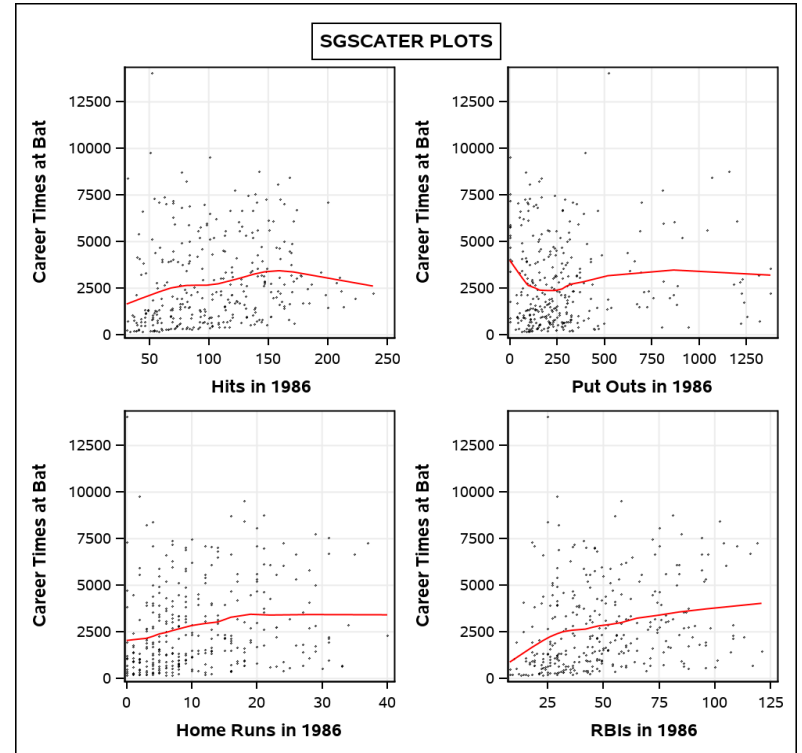 SGSCATER PLOTS
Career Times at Bat
12500
10000
7500
5000
2500
0
50 100 150 200 250
Hits in 1986
Career Times at Bat
12500
10000
7500
5000
2500
0
0 250 500 750 1000 1250
Put Outs in 1986
Career Times at Bat
12500
10000
7500
5000
2500
0
0 10 20 30 40
Home Runs in 1986
Career Times at Bat
12500
10000
7500
5000
2500
0
25 50 75 100 125
RBIs in 1986